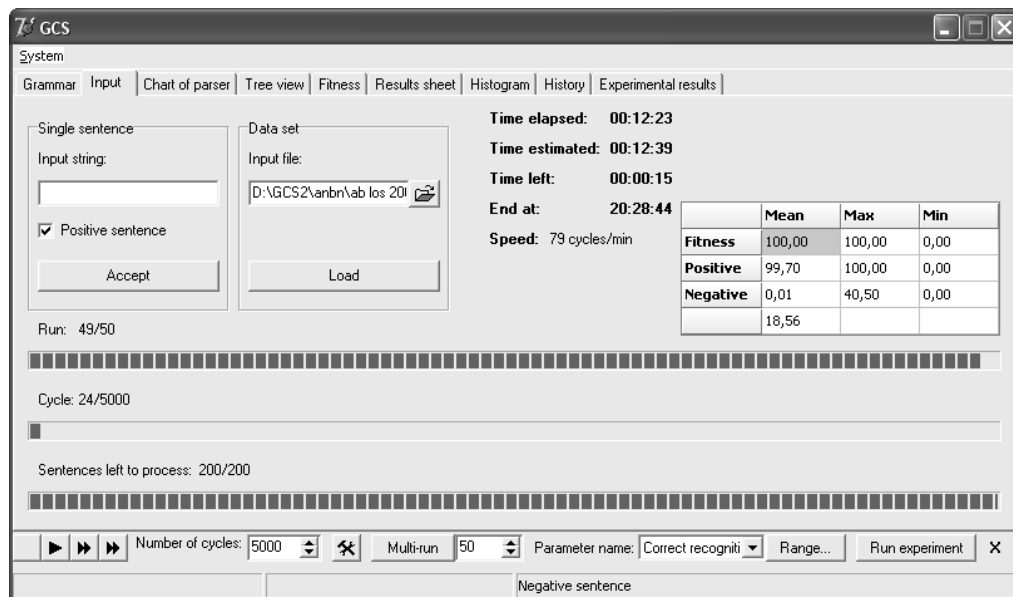 GCS
System
Grammar Input Chart of parser Tree view Fitness Results sheet Histogram History Experimental results
Single sentence
Input string:
Positive sentence
Accept
Data set
Input file:
D:\GCS2\anbn\ab los 200
Load
Time elapsed: 00:12:23
Time estimated: 00:12:39
Time left: 00:00:15
End at: 20:28:44
Speed: 79 cycles/min
Mean Max Min
Fitness 100,00 100,00 0,00
Positive 99,70 100,00 0,00
Negative 0,01 40,50 0,00
18,56
Run: 49/50
Cycle: 24/5000
Sentences left to process: 200/200
Number of cycles: 5000 Multi-run 50 Parameter name: Correct recogniti Range... Run experiment X
Negative sentence